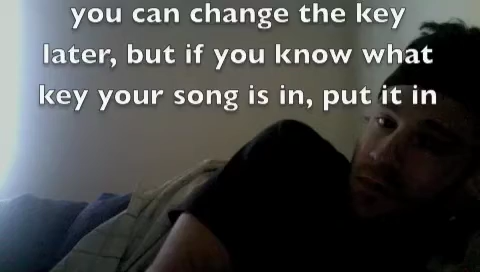 you can change the key
later, but if you know what
key your song is in, put it in